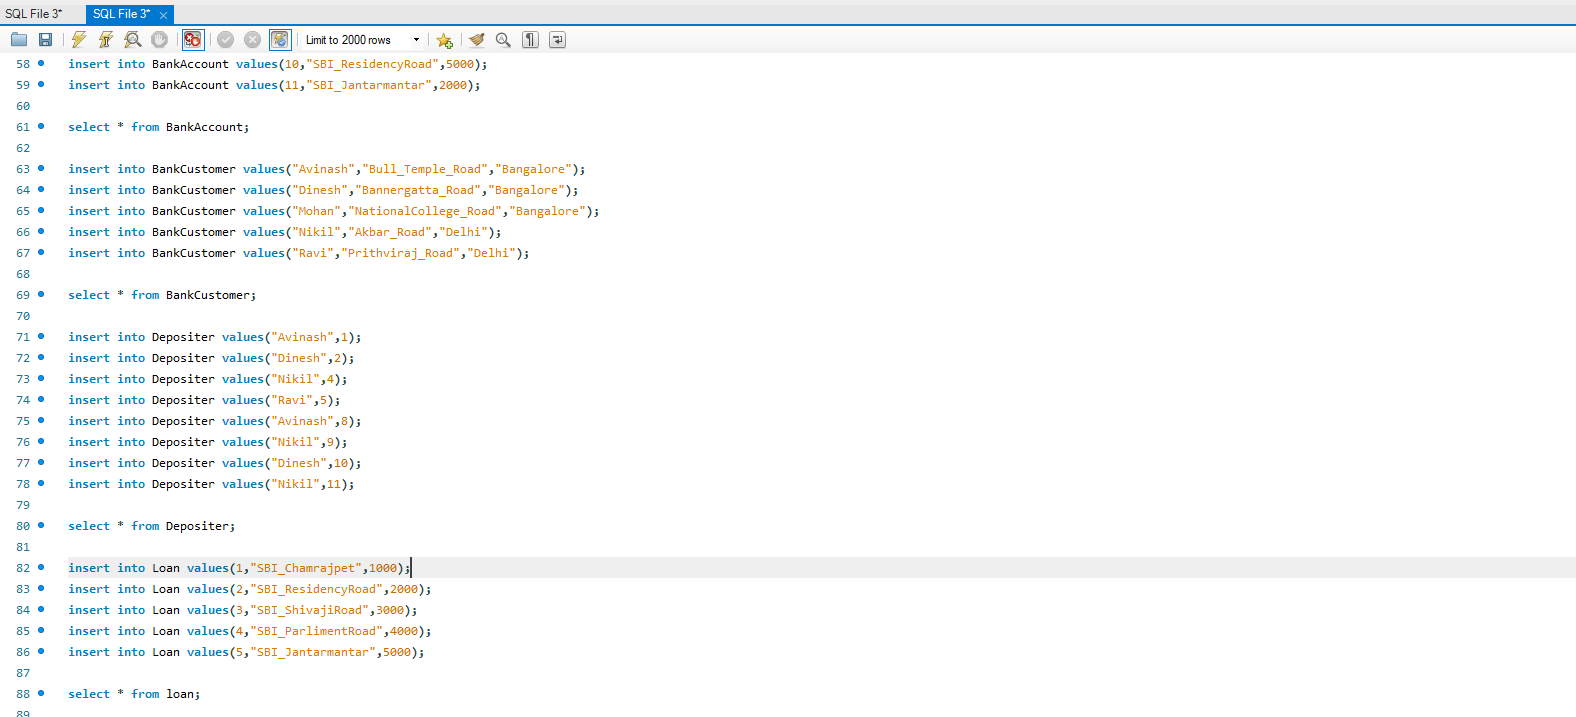 SQL File 3* SQL File 3*
Limit to 2000 rows
58 insert into BankAccount values(10,"SBI_ResidencyRoad",5000);
59 insert into BankAccount values(11,"SBI_Jantarmantar",2000);
60
61 select * from BankAccount;
62
63 insert into BankCustomer values("Avinash","Bull_Temple_Road","Bangalore");
64 insert into BankCustomer values("Dinesh","Bannergatta_Road","Bangalore");
65 insert into BankCustomer values("Mohan","NationalCollege_Road","Bangalore");
66 insert into BankCustomer values("Nikil","Akbar_Road","Delhi");
67 insert into BankCustomer values("Ravi","Prithviraj_Road","Delhi");
68
69 select * from BankCustomer;
70
71 insert into Depositer values("Avinash",1);
72 insert into Depositer values("Dinesh",2);
73 insert into Depositer values("Nikil",4);
74 insert into Depositer values("Ravi",5);
75 insert into Depositer values("Avinash",8);
76 insert into Depositer values("Nikil",9);
77 insert into Depositer values("Dinesh",10);
78 insert into Depositer values("Nikil",11);
79
80 select * from Depositer;
81
82 insert into Loan values(1,"SBI_Chamrajpet",1000);
83 insert into Loan values(2,"SBI_ResidencyRoad",2000);
84 insert into Loan values(3,"SBI_ShivajiRoad",3000);
85 insert into Loan values(4,"SBI_ParlimentRoad",4000);
86 insert into Loan values(5,"SBI_Jantarmantar",5000);
87
88 select * from loan;
89